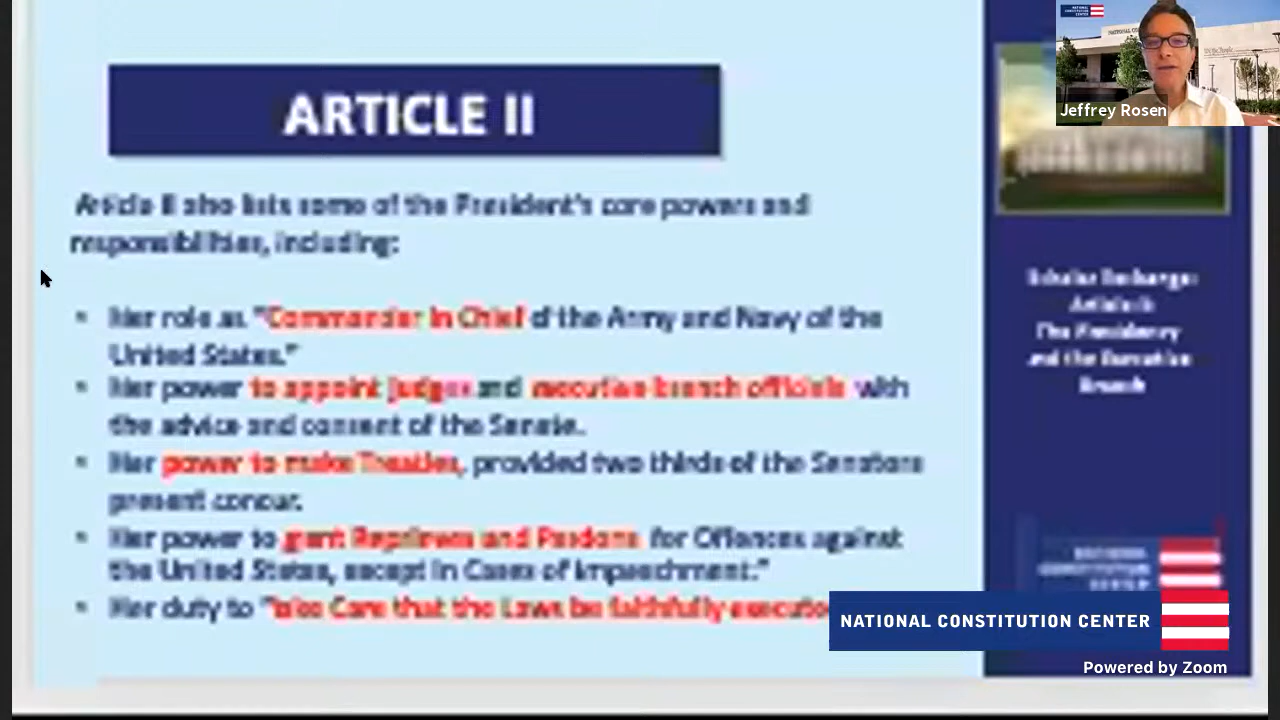 ARTICLE II
Article II also lists some of the President's core powers and
responsibilities, including:
• Her role as "Commander in Chief of the Army and Navy of the
United States."
• Her power to appoint judges and executive branch officials with
the advice and consent of the Senate.
• Her power to make Treaties, provided two thirds of the Senators
present concur.
• Her power to grant Reprieves and Pardons for Offences against
the United States, except in Cases of Impeachment."
• Her duty to "take Care that the Laws be faithfully
Jeffrey Rosen
Scholar Exchange:
Article II:
The Presidency
and the Executive
Branch
NATIONAL
CONSTITUTION
CENTER
NATIONAL CONSTITUTION CENTER
Powered by Zoom